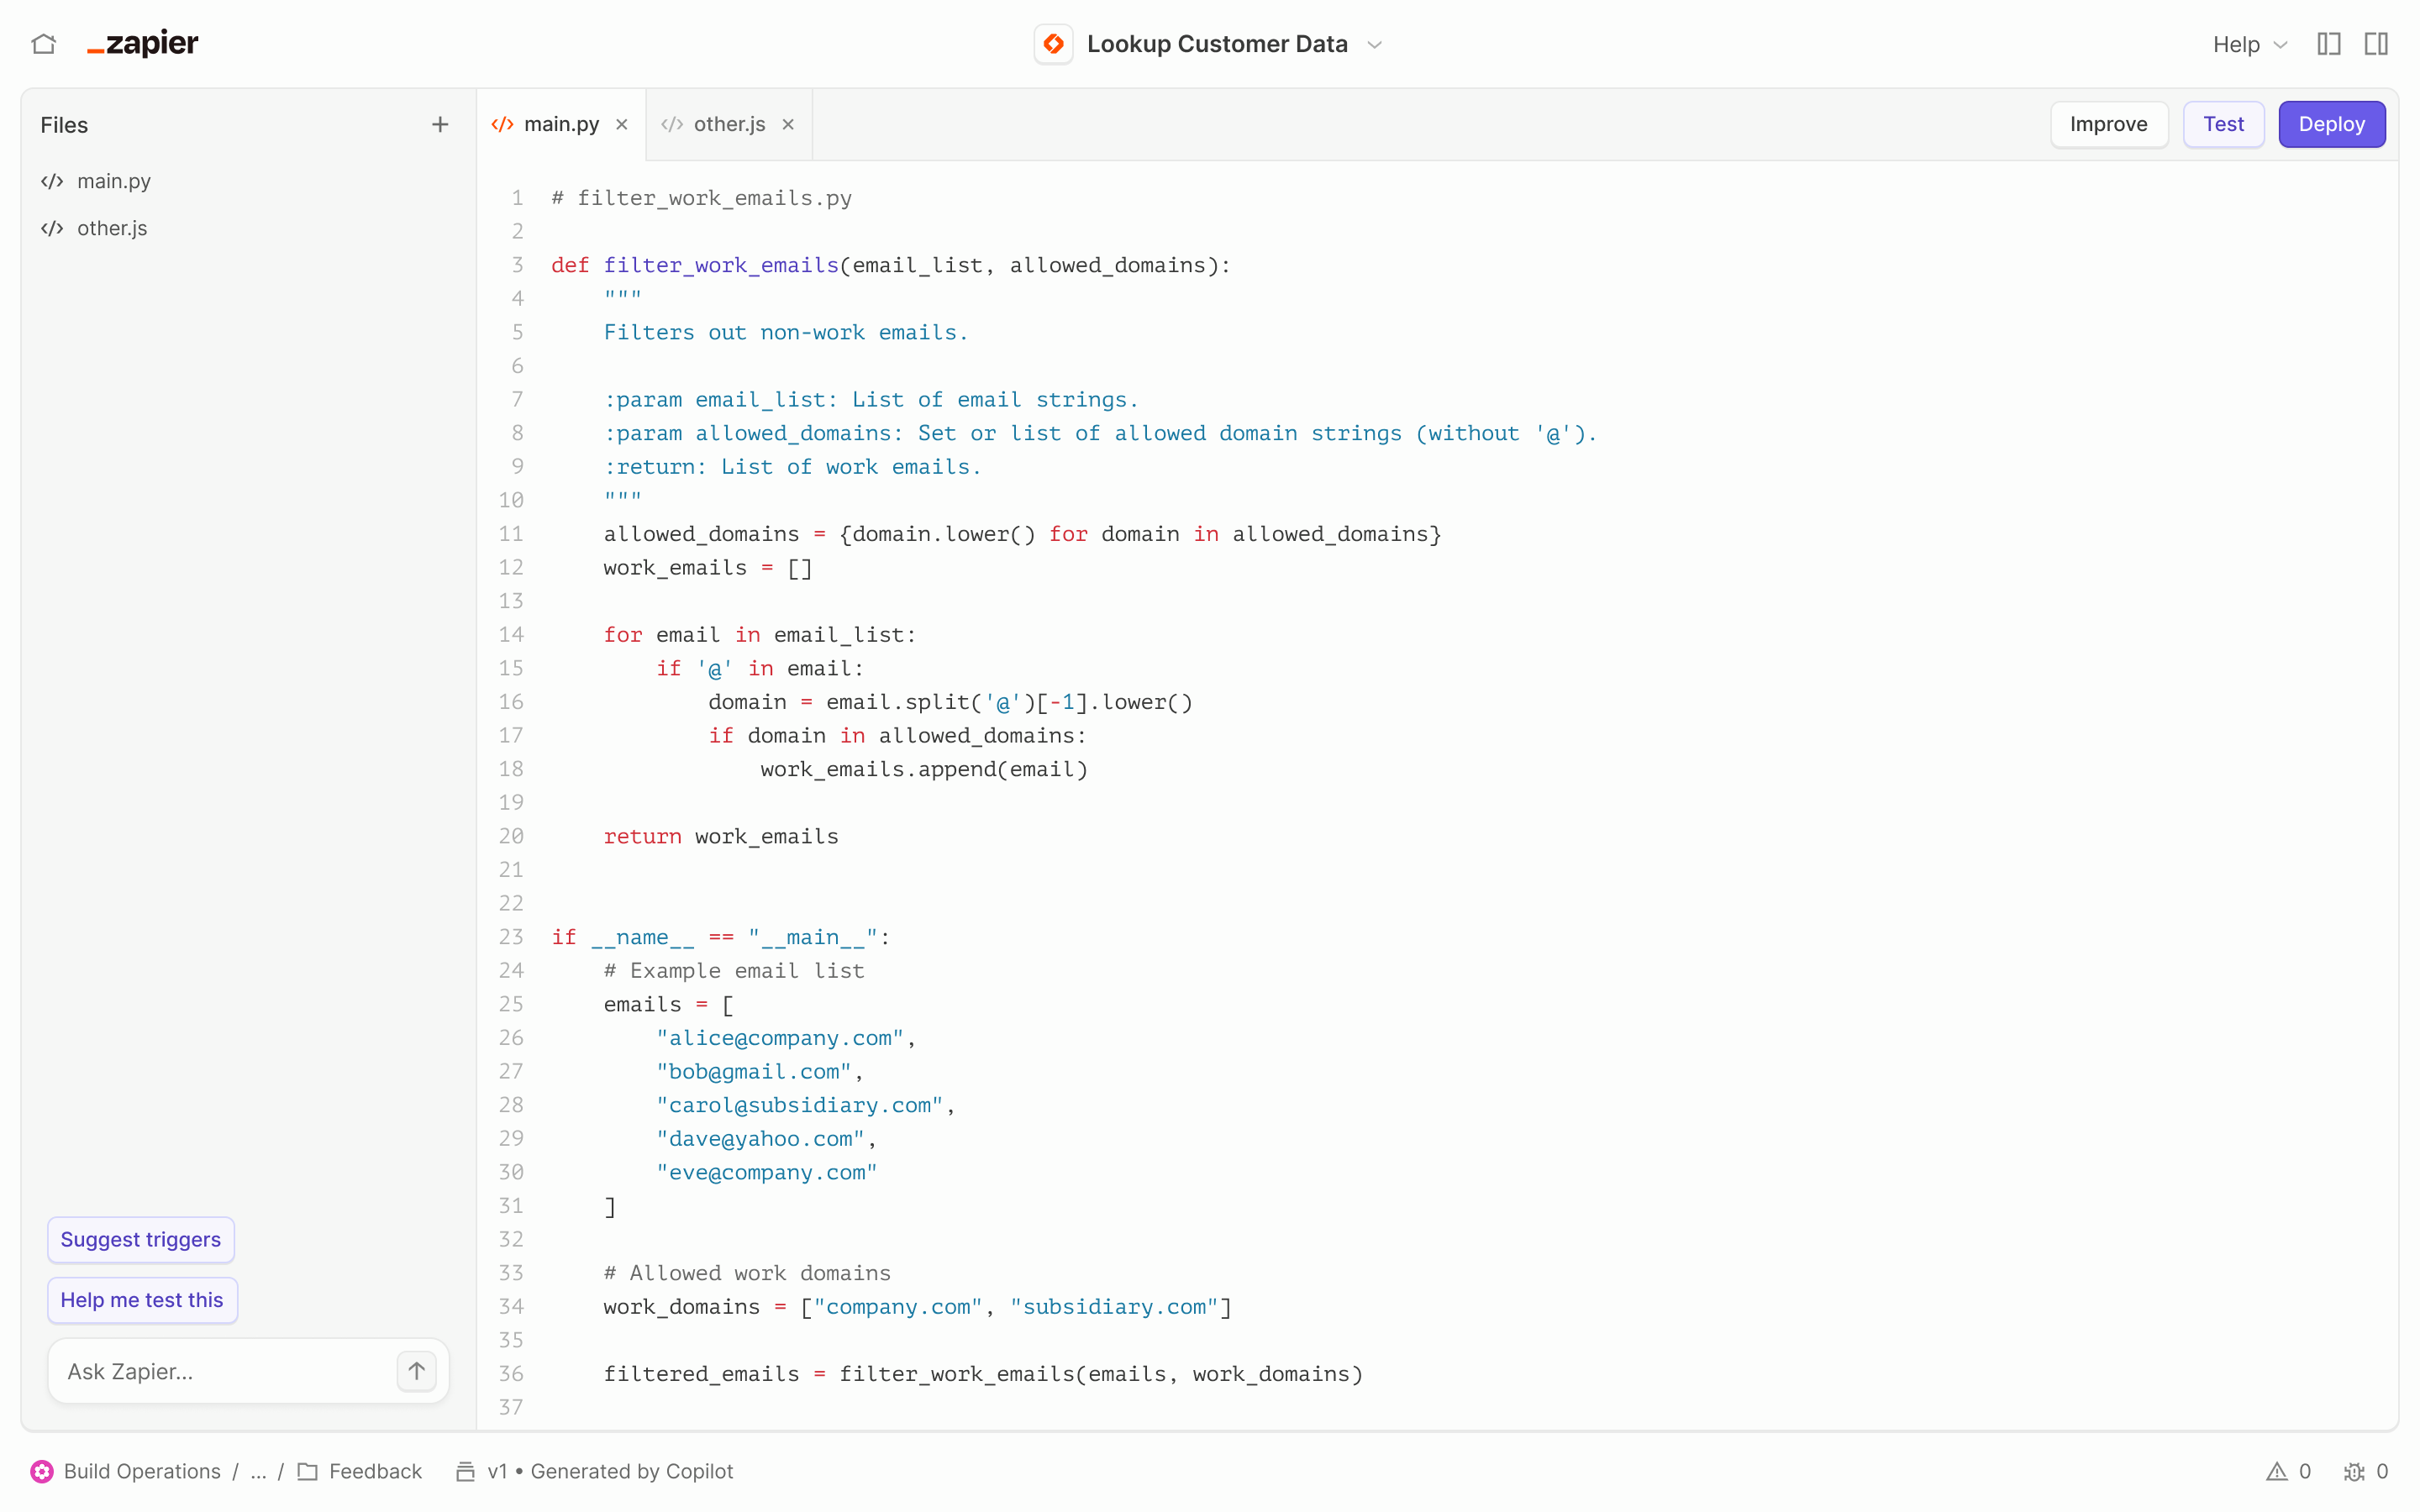 zapier
Lookup Customer Data
Help
Files
main.py
other.js
Suggest triggers
Help me test this
Ask Zapier...
main.py
other.js
Improve
Test
Deploy
1 # filter_work_emails.py
2
3 def filter_work_emails(email_list, allowed_domains):
4     """
5     Filters out non-work emails.
6
7     :param email_list: List of email strings.
8     :param allowed_domains: Set or list of allowed domain strings (without '@').
9     :return: List of work emails.
10     """
11     allowed_domains = {domain.lower() for domain in allowed_domains}
12     work_emails = []
13
14     for email in email_list:
15         if '@' in email:
16             domain = email.split('@')[-1].lower()
17             if domain in allowed_domains:
18                 work_emails.append(email)
19
20     return work_emails
21
22
23 if __name__ == "__main__":
24     # Example email list
25     emails = [
26         "alice@company.com",
27         "bob@gmail.com",
28         "carol@subsidiary.com",
29         "dave@yahoo.com",
30         "eve@company.com"
31     ]
32
33     # Allowed work domains
34     work_domains = ["company.com", "subsidiary.com"]
35
36     filtered_emails = filter_work_emails(emails, work_domains)
37
Build Operations / ... / Feedback
v1 • Generated by Copilot
0
0